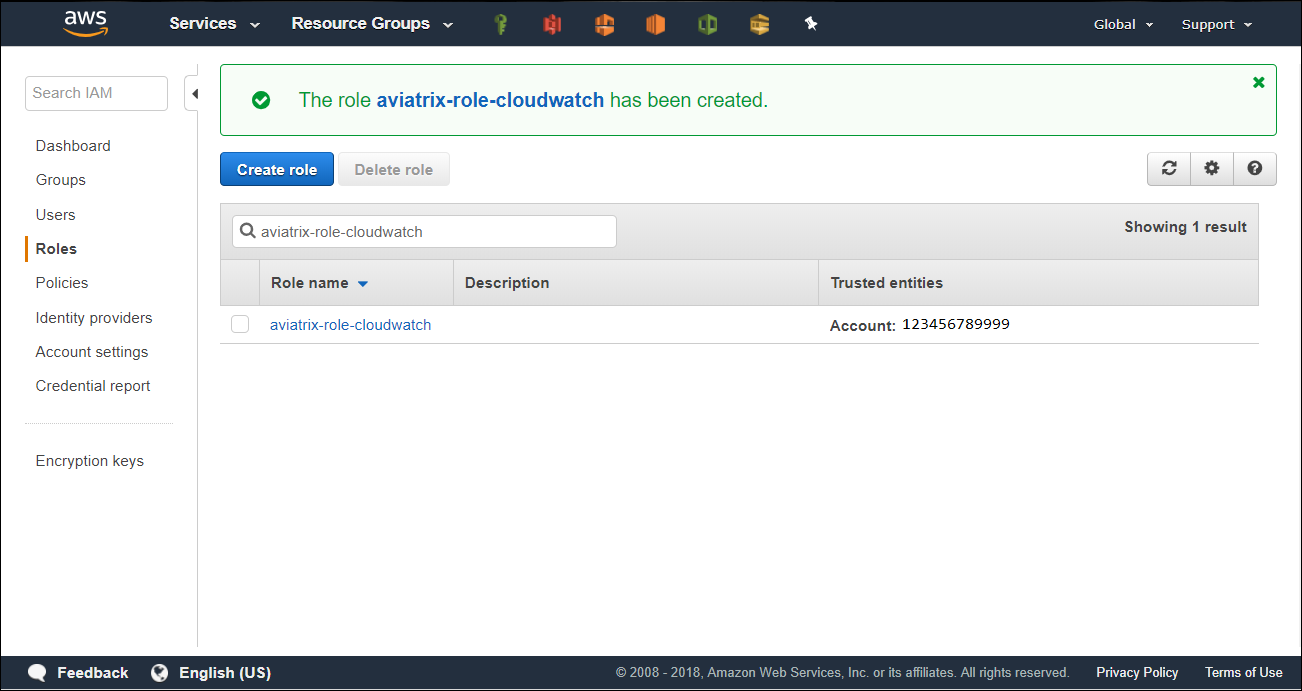 aws Services Resource Groups Global Support
Search IAM
Dashboard
Groups
Users
Roles
Policies
Identity providers
Account settings
Credential report
Encryption keys
The role aviatrix-role-cloudwatch has been created.
Create role Delete role
aviatrix-role-cloudwatch Showing 1 result
Role name Description Trusted entities
aviatrix-role-cloudwatch Account: 123456789999
Feedback English (US) © 2008 - 2018, Amazon Web Services, Inc. or its affiliates. All rights reserved. Privacy Policy Terms of Use